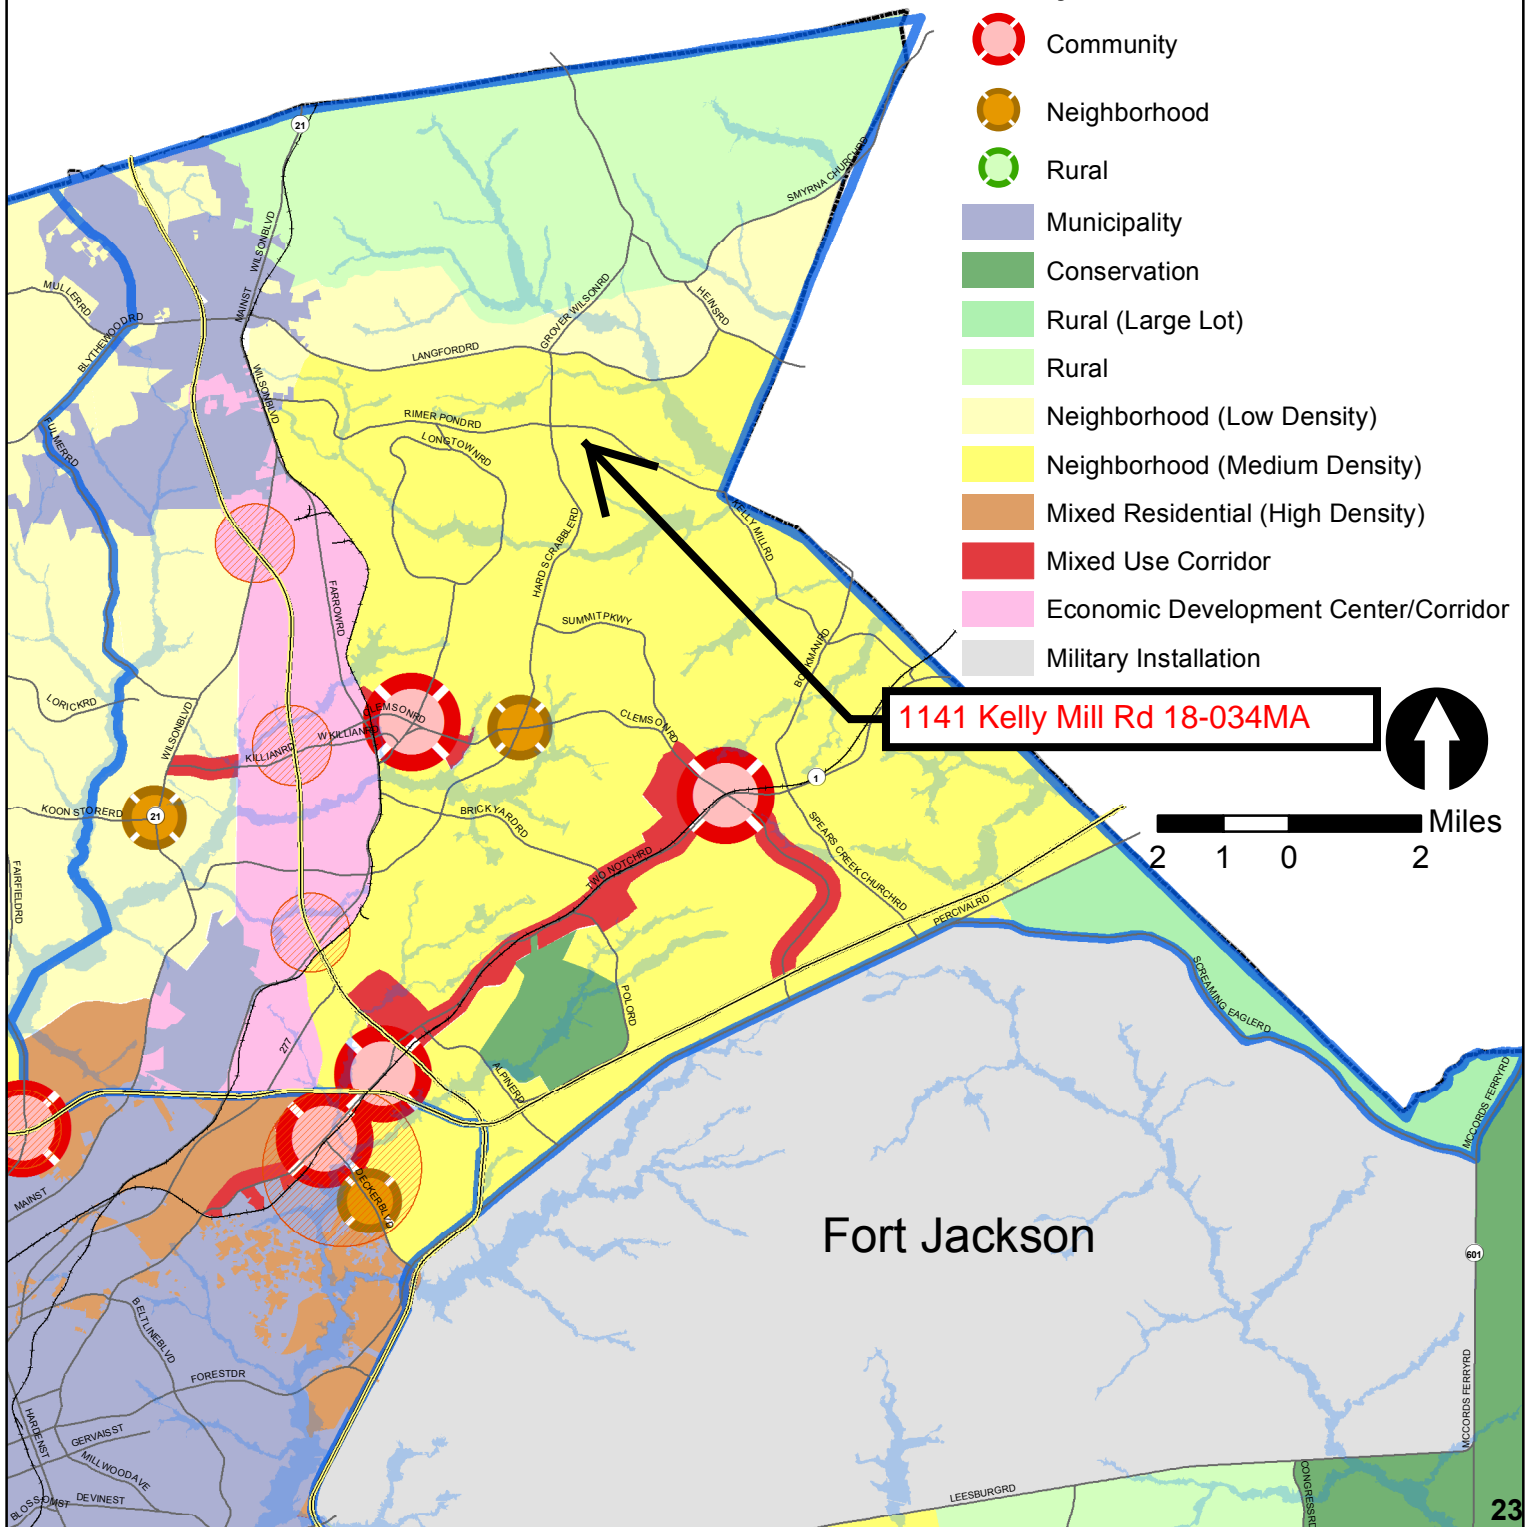 Community
Neighborhood
Rural
Municipality
Conservation
Rural (Large Lot)
Rural
Neighborhood (Low Density)
Neighborhood (Medium Density)
Mixed Residential (High Density)
Mixed Use Corridor
Economic Development Center/Corridor
Military Installation
1141 Kelly Mill Rd 18-034MA
Miles
2 1 0 2
21
SMYRNA CHURCHRD
WILSONBLVD
MAINST
MULLERRD
BLYTHEWOODRD
GROVER WILSONRD
HEINSRD
LANGFORDRD
WILSONBLVD
RIMER PONDRD
LONGTOWNRD
FULMERRD
KELLY MILLRD
HARD SCRABBLERD
FARROWRD
SUMMITPKWY
BOOKMANRD
LORICKRD
WILSONBLVD
CLEMSONRD
CLEMSONRD
W KILLIANRD
KILLIANRD
1
KOON STORERD
21
BRICKYARDRD
SPEARS CREEKCHURCHRD
TWO NOTCHRD
FAIRFIELDRD
PERCIVALRD
SCREAMING EAGLERD
POLORD
277
ALPINERD
MCCORDS FERRYRD
DECKERBLVD
MAINST
Fort Jackson
601
BELTLINEBLVD
FORESTDR
MCCORDS FERRYRD
HARDENST
GERVAISST
MILLWOODAVE
DEVINEST
BLOSSOMST
LEESBURGRD
CONGRESSRD
23